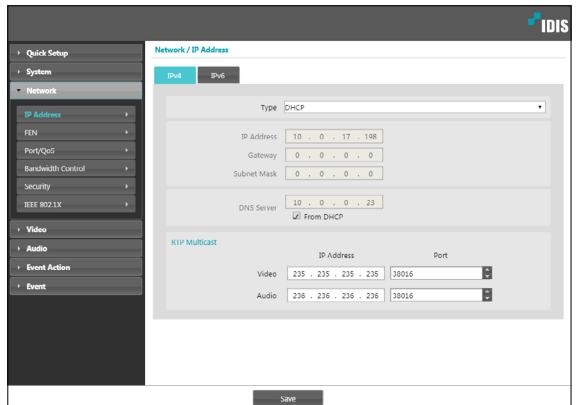 IDIS
Quick Setup
System
Network
IP Address
FEN
Port/QoS
Bandwidth Control
Security
IEEE 802.1X
Video
Audio
Event Action
Event
Network / IP Address
IPv4 IPv6
Type DHCP
IP Address 10 . 0 . 17 . 198
Gateway 0 . 0 . 0 . 0
Subnet Mask 0 . 0 . 0 . 0
DNS Server 10 . 0 . 0 . 23
From DHCP
RTP Multicast
IP Address Port
Video 235 . 235 . 235 . 235 38016
Audio 236 . 236 . 236 . 236 38016
Save